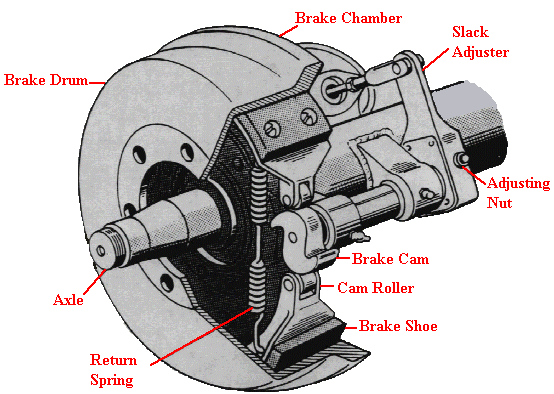 Brake Chamber
Slack
Adjuster
Brake Drum
Adjusting
Nut
Brake Cam
Cam Roller
Axle
Brake Shoe
Return
Spring